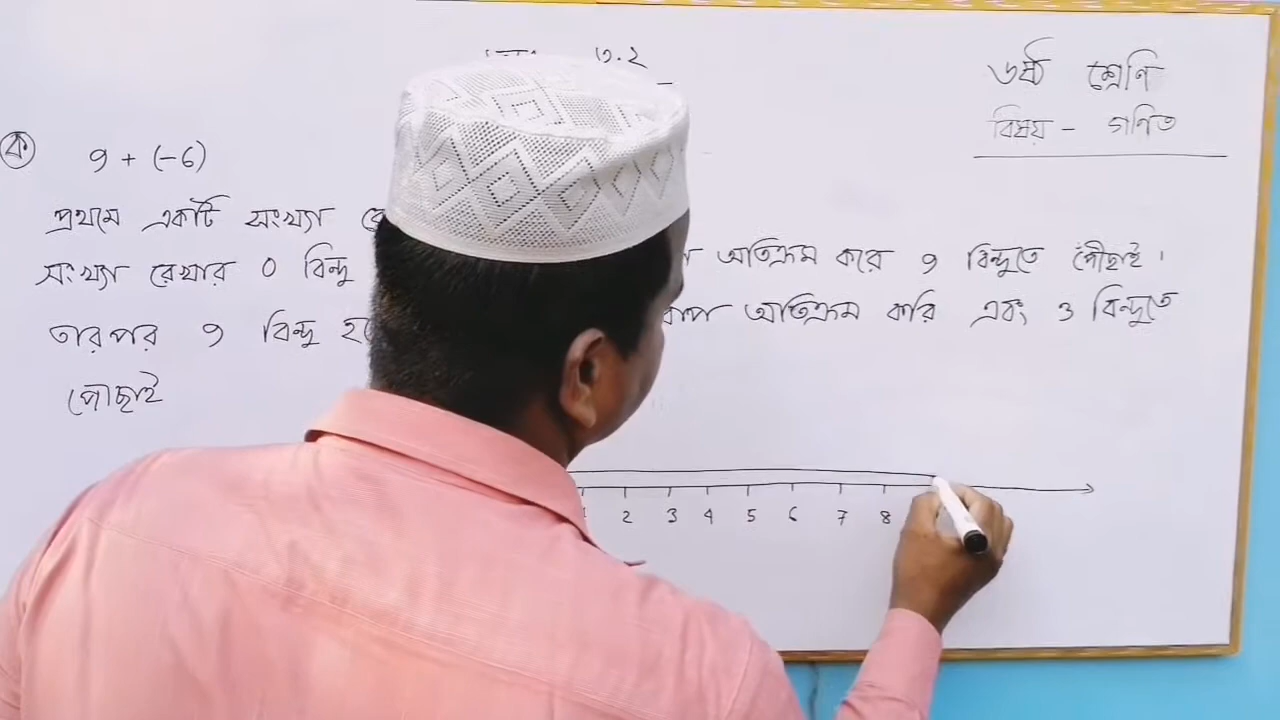 ৩.২
৬ষ্ঠ শ্রেণি
বিষয় - গণিত
ক 9 + (-6)
প্রথমে একটি সংখ্যা
সংখ্যা রেখার 0 বিন্দু অতিক্রম করে 9 বিন্দুতে পৌঁছাই।
তারপর 9 বিন্দু অতিক্রম করি এবং 3 বিন্দুতে
পৌছাই
1 2 3 4 5 6 7 8